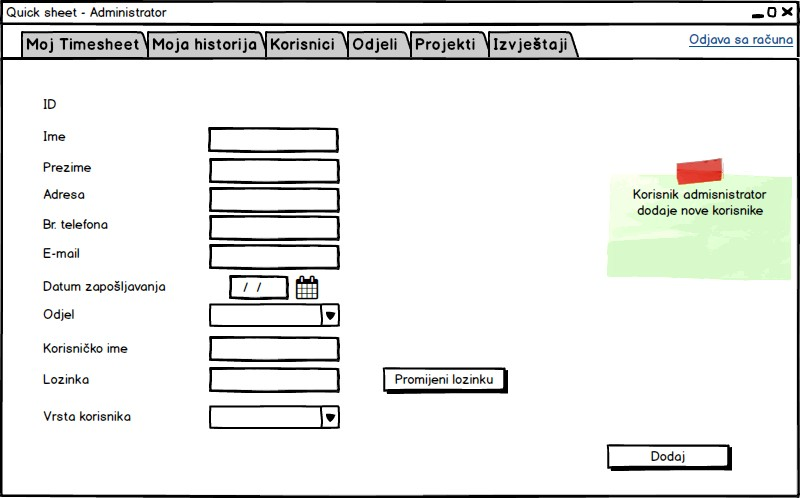 Quick sheet - Administrator
Moj Timesheet Moja historija Korisnici Odjeli Projekti Izvještaji Odjava sa računa
ID
Ime
Prezime
Adresa
Br. telefona
E-mail
Datum zapošljavanja / /
Odjel
Korisničko ime
Lozinka Promijeni lozinku
Vrsta korisnika
Dodaj
Korisnik admisnistrator
dodaje nove korisnike